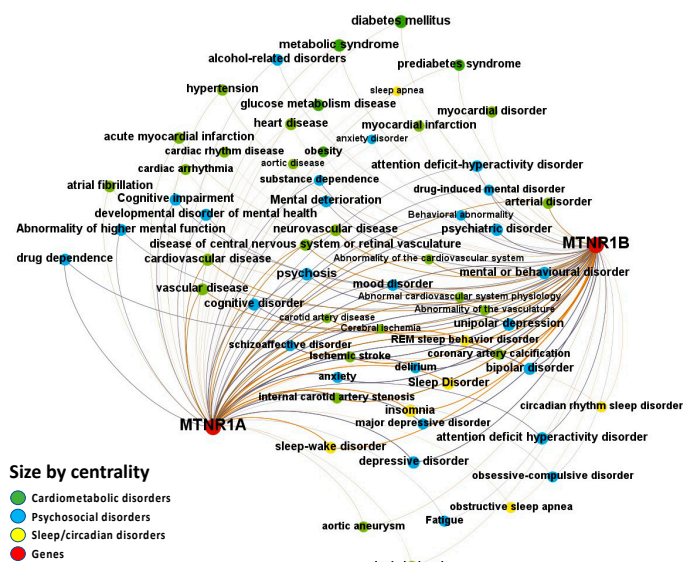 diabetes mellitus
metabolic syndrome
alcohol-related disorders
prediabetes syndrome
hypertension
sleep apnea
glucose metabolism disease
myocardial disorder
heart disease
myocardial infarction
acute myocardial infarction
anxiety disorder
cardiac rhythm disease
obesity
cardiac arrhythmia
aortic disease
attention deficit-hyperactivity disorder
substance dependence
atrial fibrillation
drug-induced mental disorder
Cognitive impairment
Mental deterioration
arterial disorder
developmental disorder of mental health
Behavioral abnormality
Abnormality of higher mental function
neurovascular disease
psychiatric disorder
disease of central nervous system or retinal vasculature
MTNR1B
drug dependence
cardiovascular disease
Abnormality of the cardiovascular system
psychosis
mental or behavioural disorder
vascular disease
mood disorder
cognitive disorder
Abnormal cardiovascular system physiology
Abnormality of the vasculature
carotid artery disease
unipolar depression
Cerebral ischemia
schizoaffective disorder
REM sleep behavior disorder
Ischemic stroke
coronary artery calcification
anxiety
delirium
bipolar disorder
Sleep Disorder
internal carotid artery stenosis
insomnia
circadian rhythm sleep disorder
MTNR1A
major depressive disorder
attention deficit hyperactivity disorder
sleep-wake disorder
depressive disorder
obsessive-compulsive disorder
obstructive sleep apnea
aortic aneurysm
Fatigue
Size by centrality
Cardiometabolic disorders
Psychosocial disorders
Sleep/circadian disorders
Genes